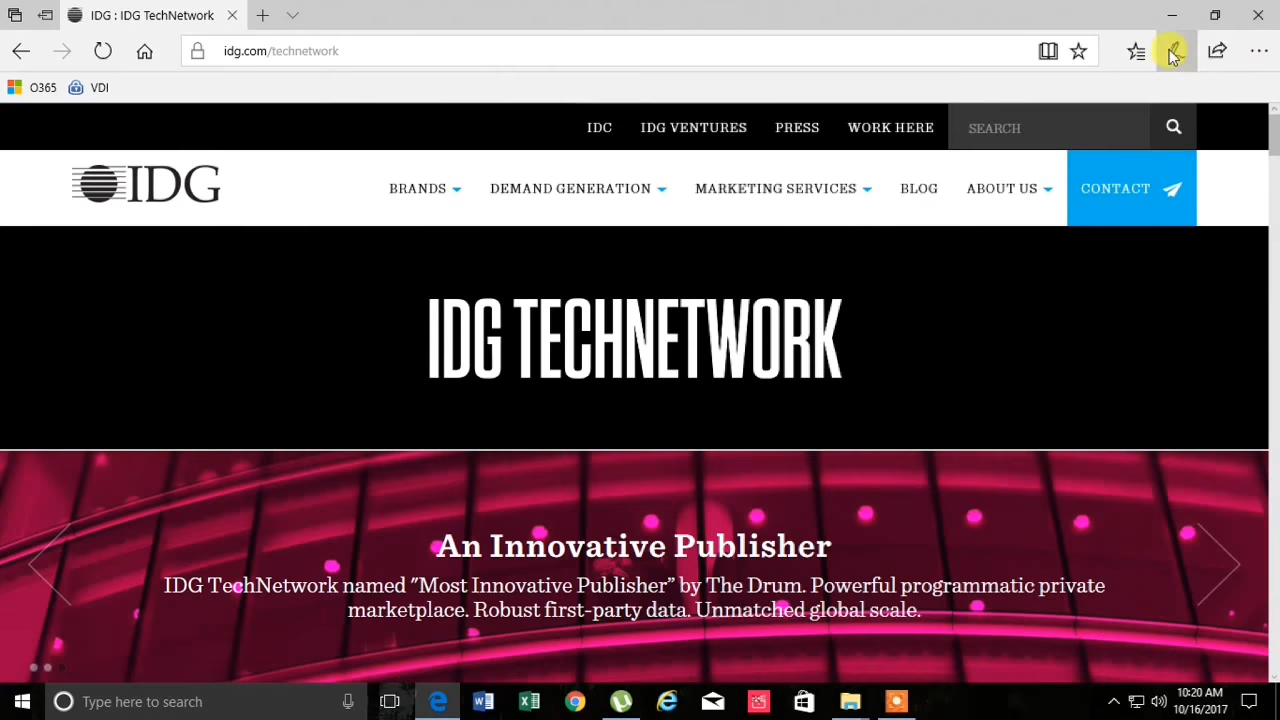 IDG : IDG TechNetwork
idg.com/technetwork
O365 VDI
IDC IDG VENTURES PRESS WORK HERE SEARCH
IDG BRANDS DEMAND GENERATION MARKETING SERVICES BLOG ABOUT US CONTACT
IDG TECHNETWORK
An Innovative Publisher
IDG TechNetwork named "Most Innovative Publisher” by The Drum. Powerful programmatic private
marketplace. Robust first-party data. Unmatched global scale.
Type here to search
10:20 AM
10/16/2017